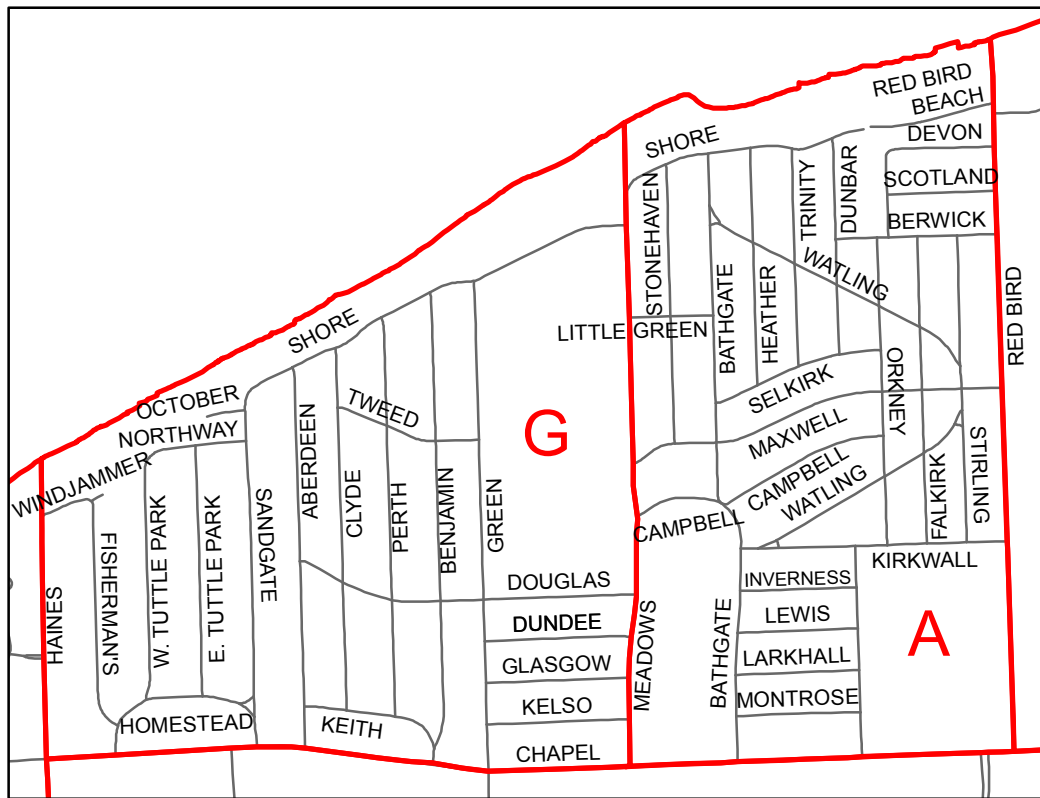 RED BIRD
BEACH
SHORE
DEVON
SCOTLAND
BERWICK
STONEHAVEN
TRINITY
DUNBAR
WATLING
BATHGATE
HEATHER
RED BIRD
LITTLE GREEN
SHORE
OCTOBER
NORTHWAY
WINDJAMMER
TWEED
G
SELKIRK
MAXWELL
ORKNEY
CAMPBELL
WATLING
FALKIRK
STIRLING
CAMPBELL
KIRKWALL
ABERDEEN
CLYDE
PERTH
BENJAMIN
GREEN
SANDGATE
FISHERMAN'S
W. TUTTLE PARK
E. TUTTLE PARK
HAINES
DOUGLAS
DUNDEE
GLASGOW
KELSO
CHAPEL
MEADOWS
BATHGATE
INVERNESS
LEWIS
LARKHALL
MONTROSE
A
HOMESTEAD
KEITH